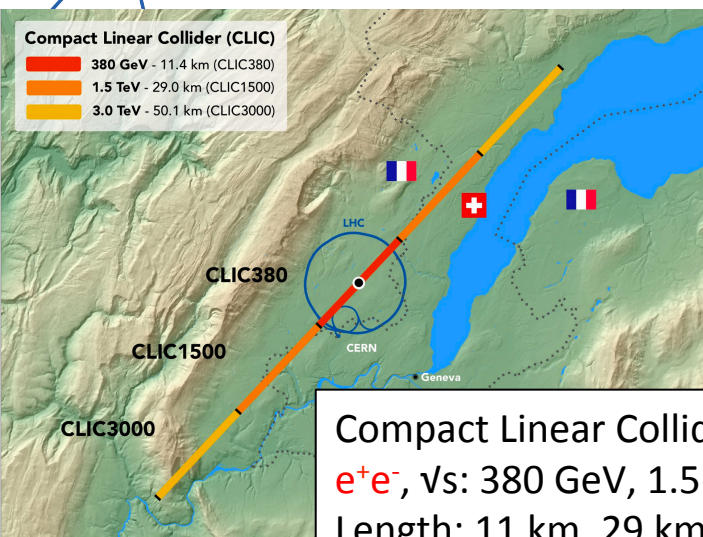 Compact Linear Collider (CLIC)
380 GeV - 11.4 km (CLIC380)
1.5 TeV - 29.0 km (CLIC1500)
3.0 TeV - 50.1 km (CLIC3000)
LHC
CLIC380
CLIC1500
CERN
Geneva
CLIC3000
Compact Linear Collid
e⁺e⁻, √s: 380 GeV, 1.5
Length: 11 km, 29 km